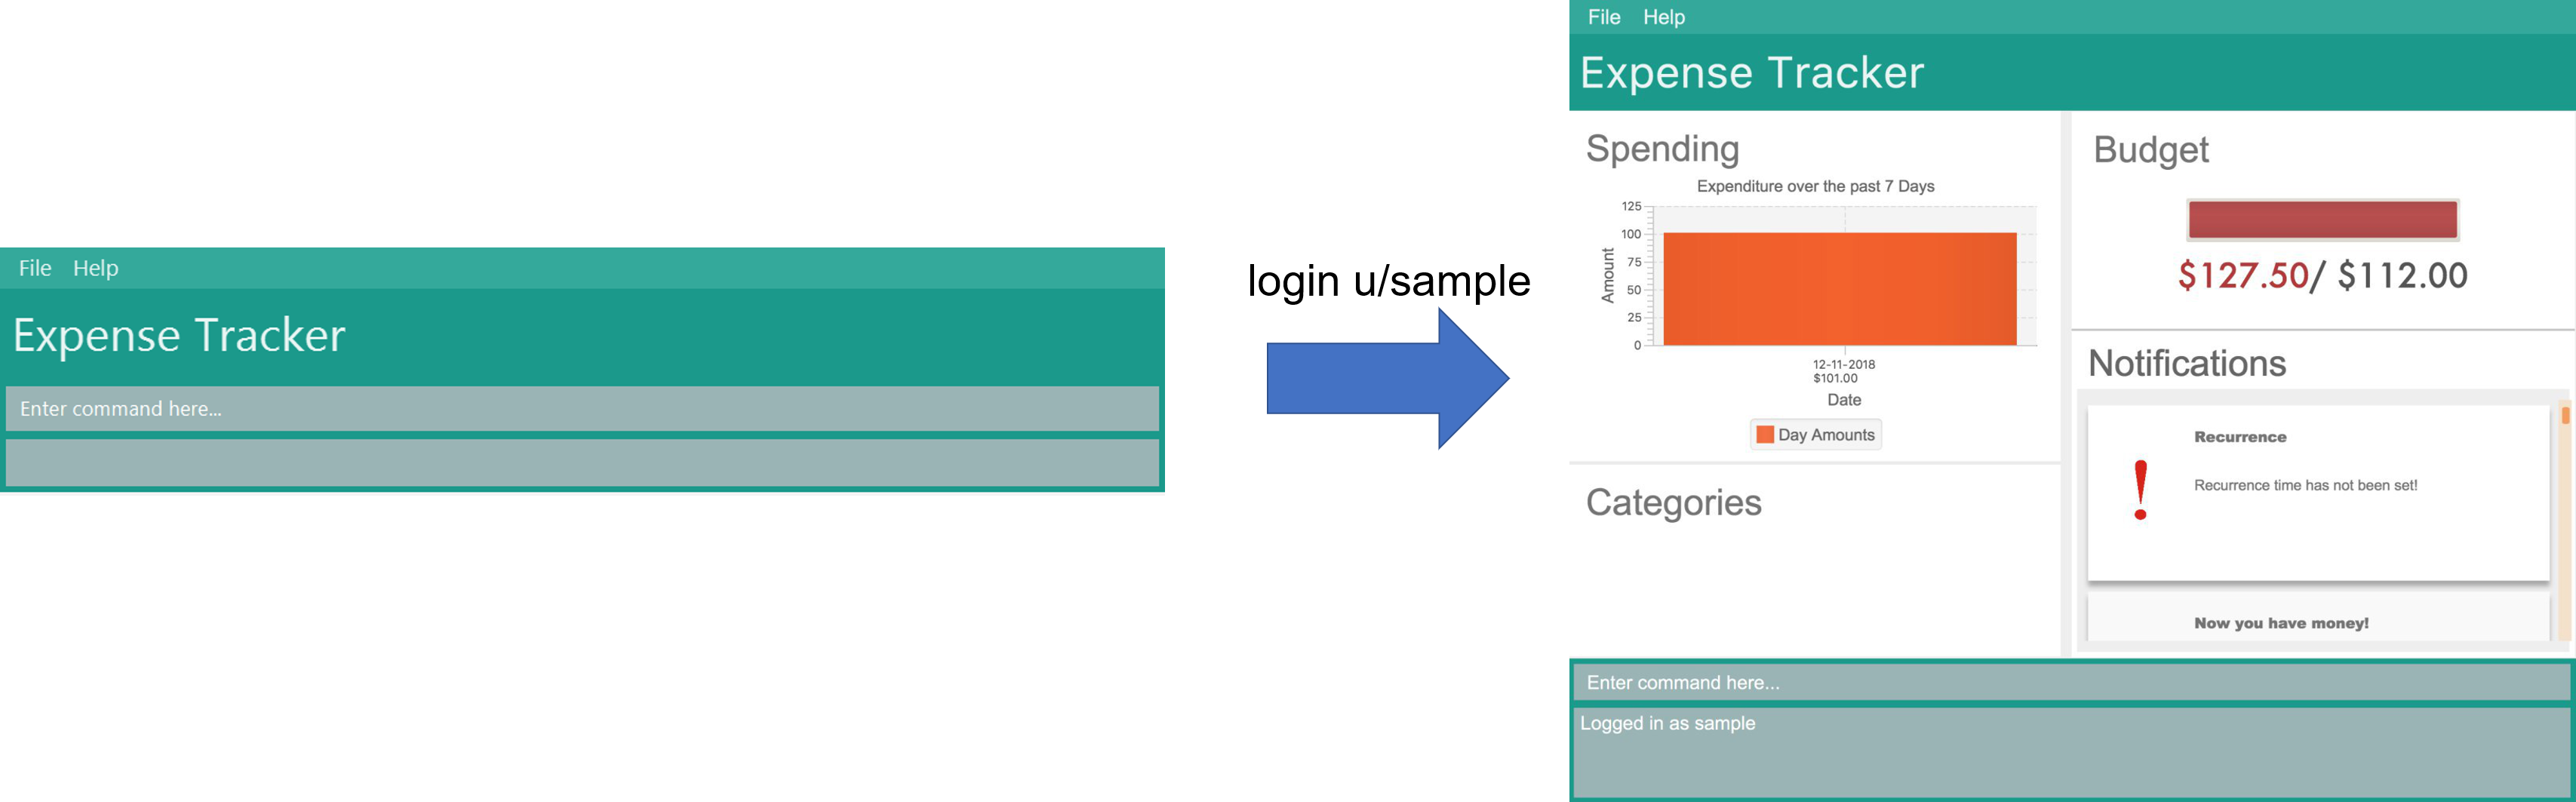 File Help
Expense Tracker
Enter command here...
login u/sample
File Help
Expense Tracker
Spending
Expenditure over the past 7 Days
125
100
75
50
25
0
Amount
12-11-2018
$101.00
Date
Day Amounts
Categories
Budget
$127.50/ $112.00
Notifications
Recurrence
!
Recurrence time has not been set!
Now you have money!
Enter command here...
Logged in as sample